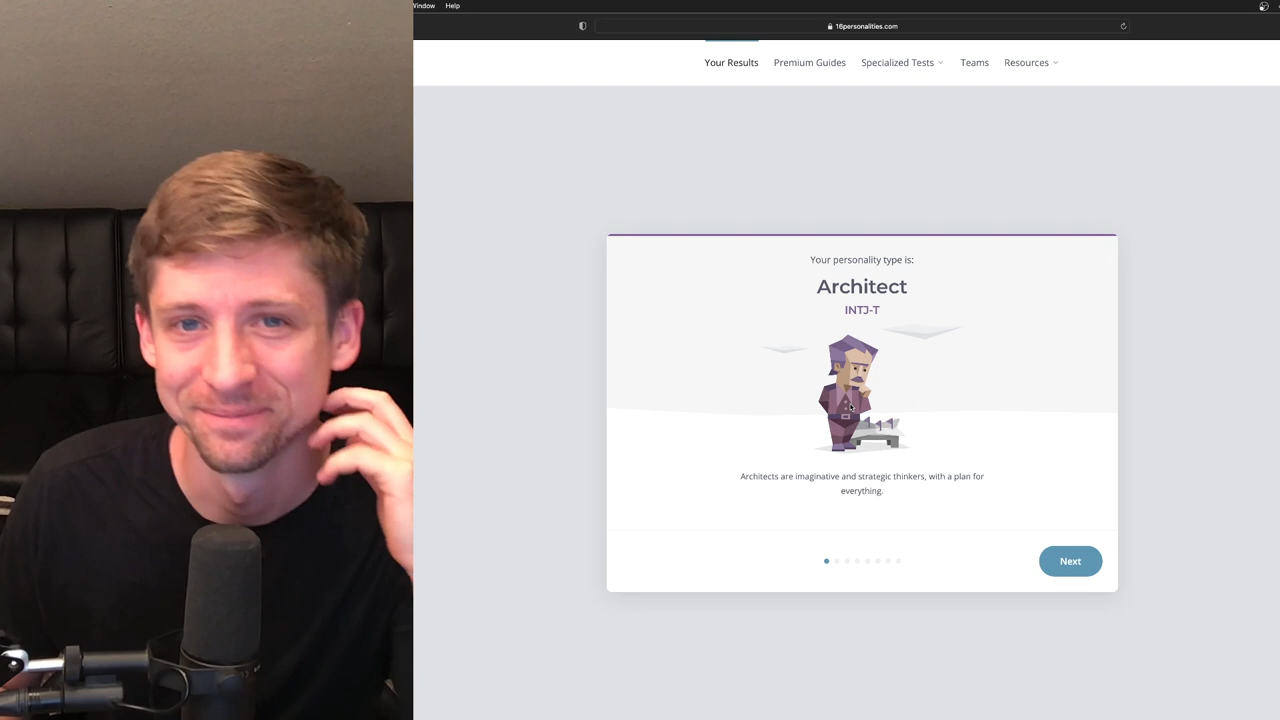 Window Help
16personalities.com
Your Results Premium Guides Specialized Tests Teams Resources
Your personality type is:
Architect
INTJ-T
Architects are imaginative and strategic thinkers, with a plan for
everything.
Next